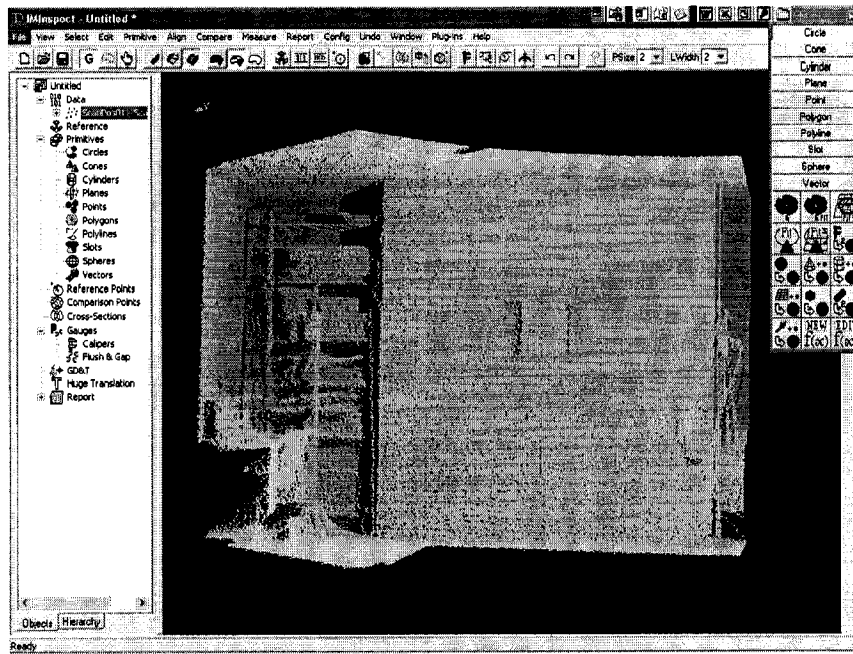 IMInspect - Untitled *
File View Select Edit Primitive Align Compare Measure Report Config Undo Window Plug-Ins Help
G
PSize 2 LWidth 2
Untitled
Data
Reference
Primitives
Circles
Cones
Cylinders
Planes
Points
Polygons
Polylines
Slots
Spheres
Vectors
Reference Points
Comparison Points
Cross-Sections
Gauges
Calipers
Flush & Gap
GD&T
Huge Translation
Report
Objects Hierarchy
Ready
Circle
Cone
Cylinder
Plane
Point
Polygon
Polyline
Slot
Sphere
Vector
NEW
EDIT
f(x)
f(x)